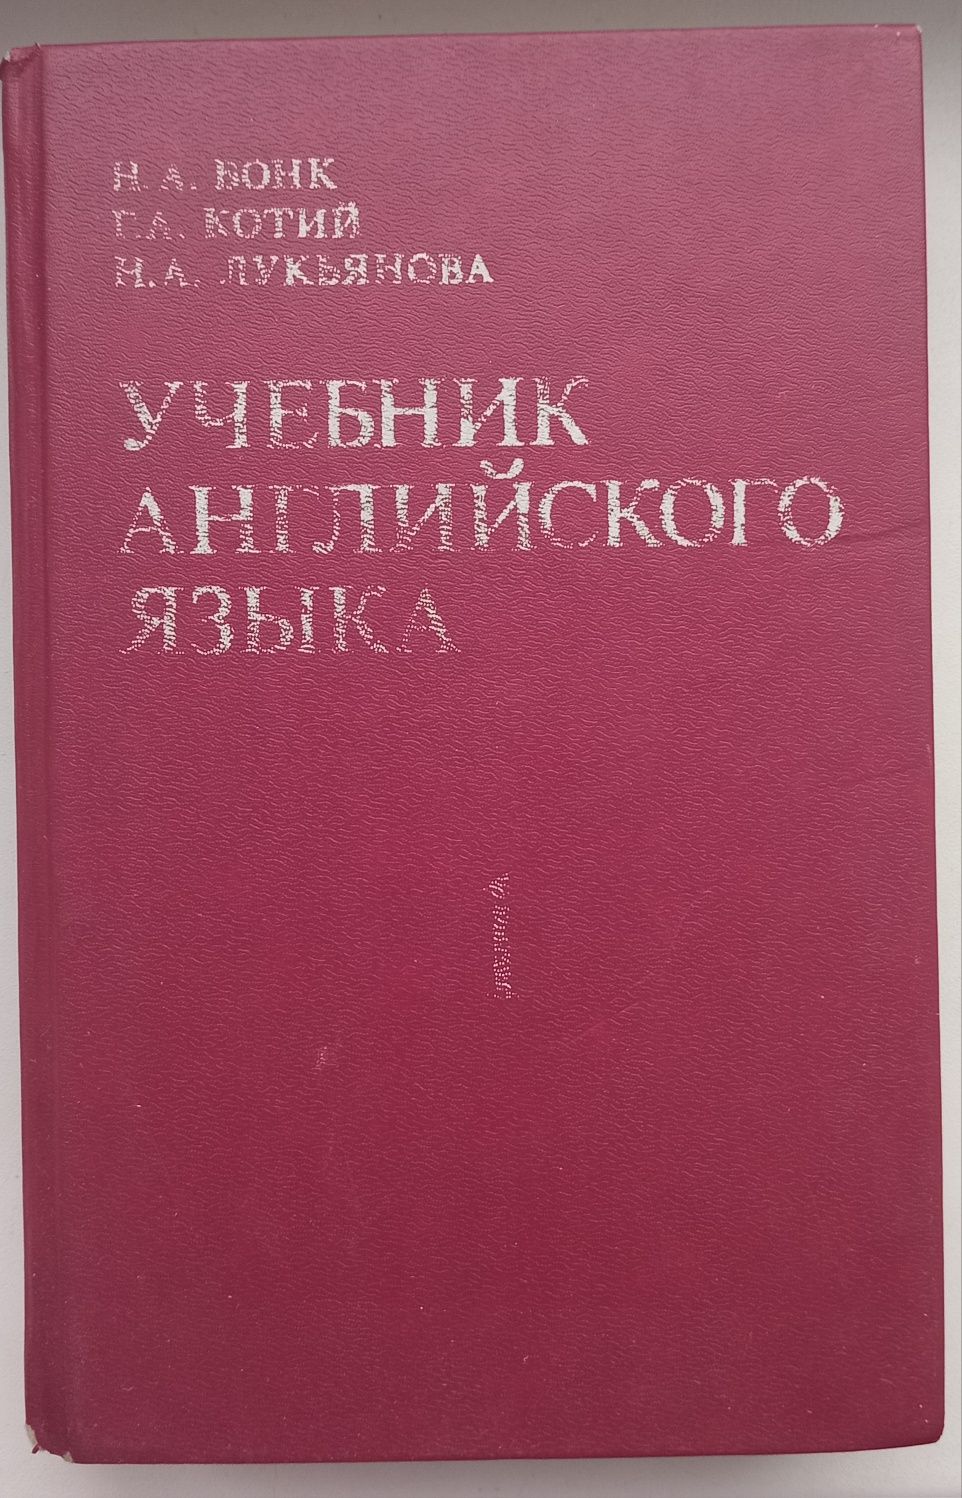 Н. А. БОНК
Г.А. КОТИЙ
Н.А. ЛУКЬЯНОВА
УЧЕБНИК
АНГЛИЙСКОГО
ЯЗЫКА
1